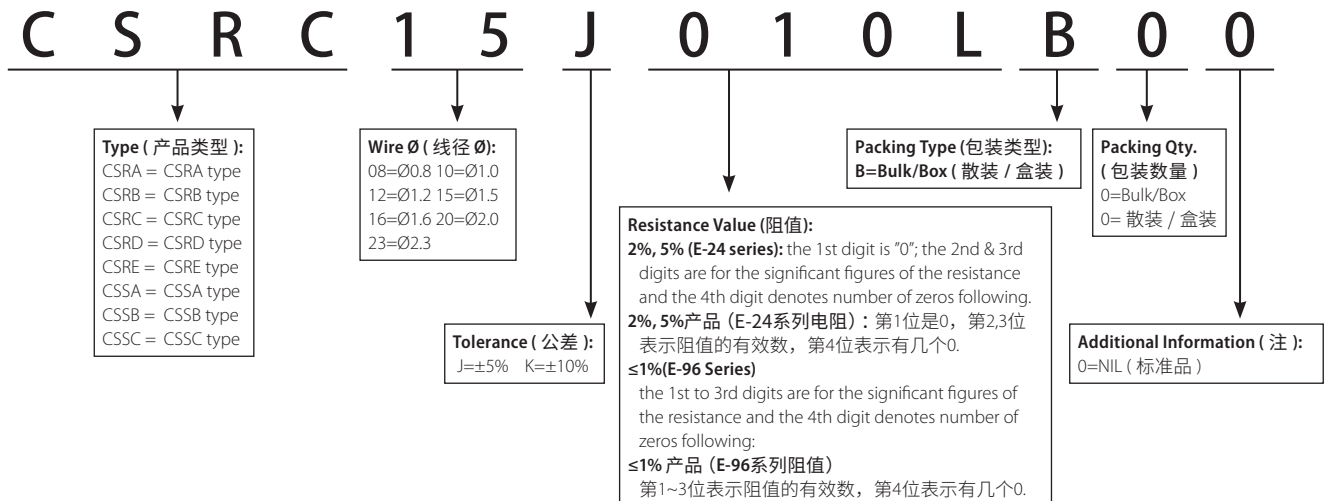 C S R C 1 5 J 0 1 0 L B 0 0
Type ( 产品类型 ):
CSRA = CSRA type
CSRB = CSRB type
CSRC = CSRC type
CSRD = CSRD type
CSRE = CSRE type
CSSA = CSSA type
CSSB = CSSB type
CSSC = CSSC type
Wire Ø ( 线径 Ø):
08=Ø0.8 10=Ø1.0
12=Ø1.2 15=Ø1.5
16=Ø1.6 20=Ø2.0
23=Ø2.3
Tolerance ( 公差 ):
J=±5% K=±10%
Resistance Value (阻值):
2%, 5% (E-24 series): the 1st digit is "0"; the 2nd & 3rd
digits are for the significant figures of the resistance
and the 4th digit denotes number of zeros following.
2%, 5%产品（E-24系列电阻）：第1位是0，第2,3位
表示阻值的有效数，第4位表示有几个0.
≤1%(E-96 Series)
the 1st to 3rd digits are for the significant figures of
the resistance and the 4th digit denotes number of
zeros following:
≤1% 产品（E-96系列阻值）
第1~3位表示阻值的有效数，第4位表示有几个0.
Packing Type (包装类型):
B=Bulk/Box ( 散装 / 盒装 )
Packing Qty.
( 包装数量 )
0=Bulk/Box
0= 散装 / 盒装
Additional Information ( 注 ):
0=NIL ( 标准品 )